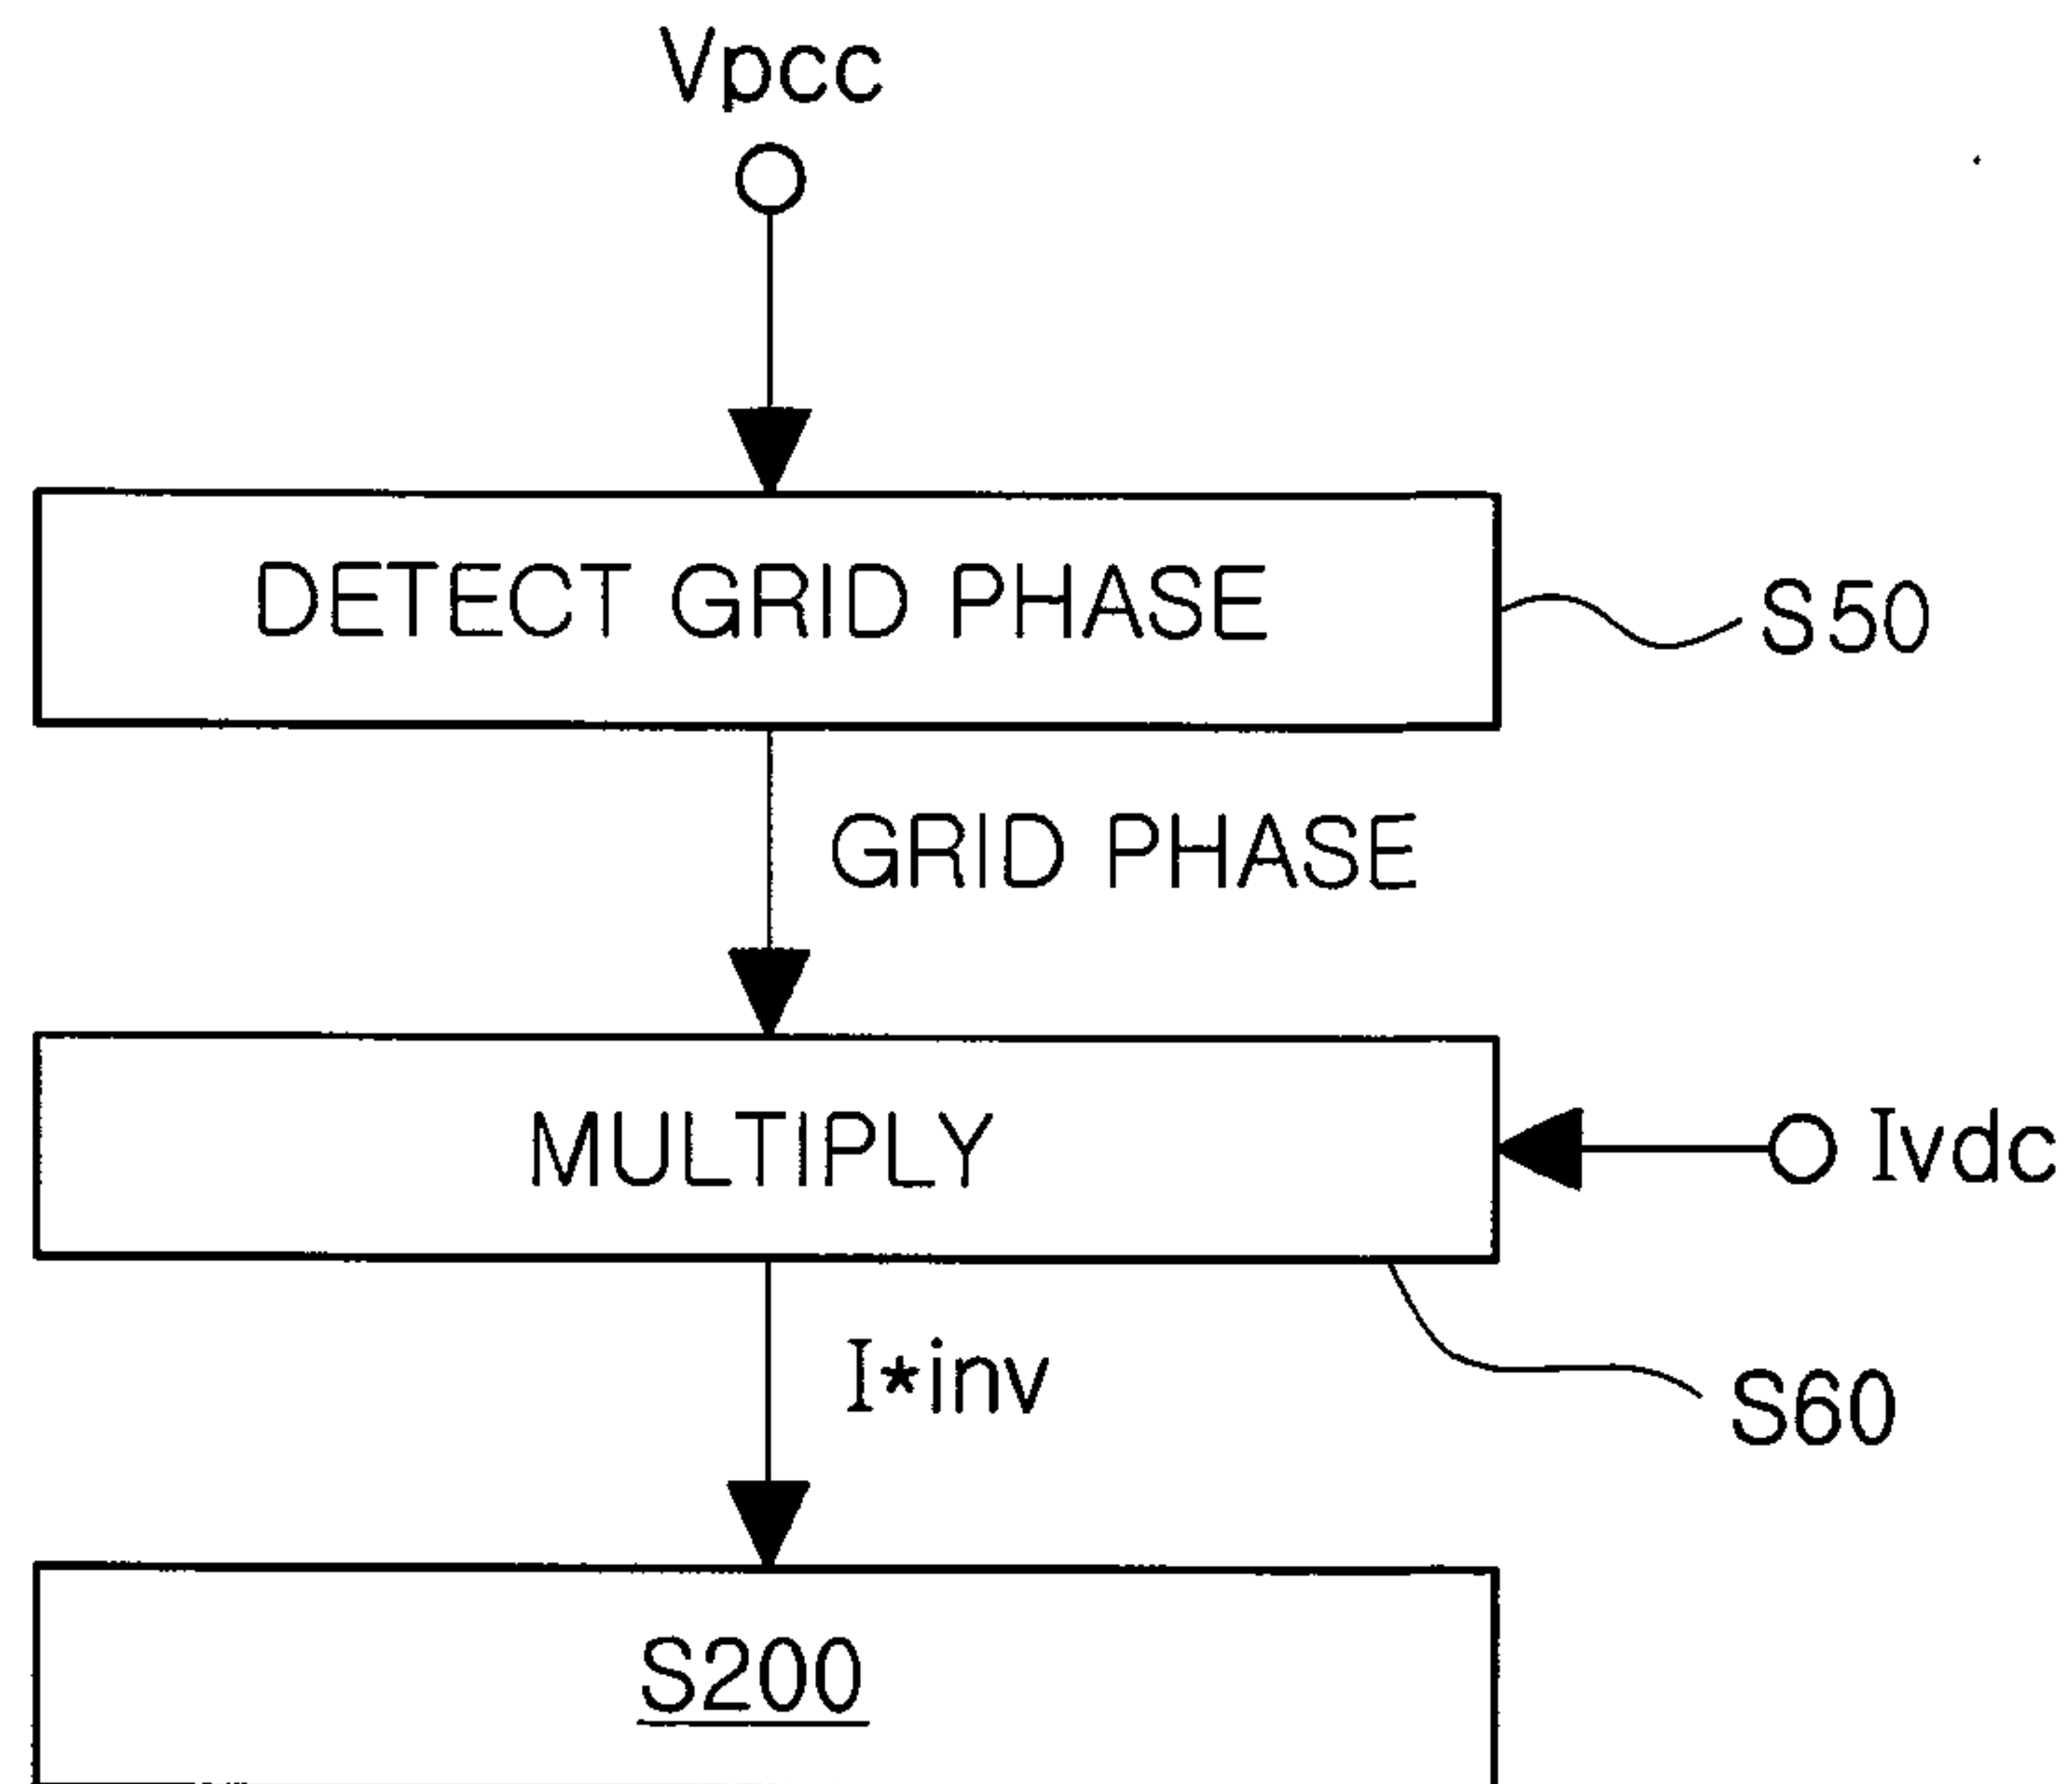 Vpcc
DETECT GRID PHASE
S50
GRID PHASE
MULTIPLY
Ivdc
I*inv
S60
S200